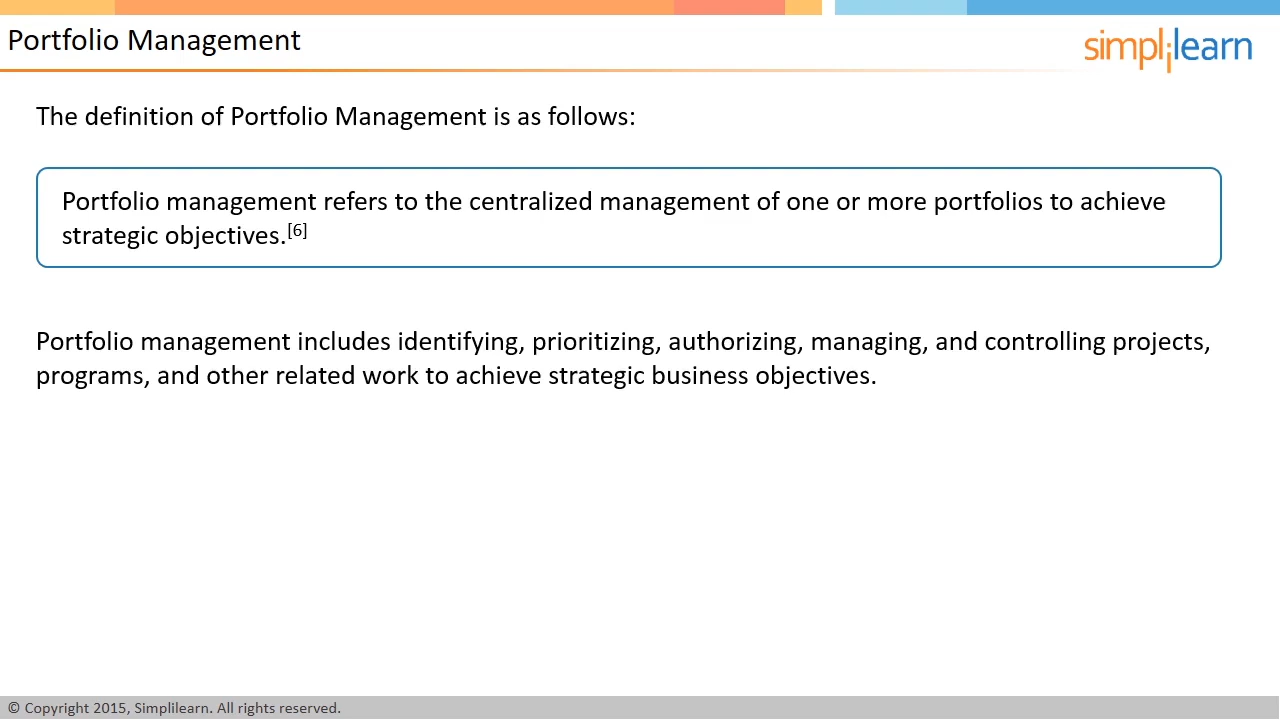 Portfolio Management
simplilearn
The definition of Portfolio Management is as follows:
Portfolio management refers to the centralized management of one or more portfolios to achieve
strategic objectives.[6]
Portfolio management includes identifying, prioritizing, authorizing, managing, and controlling projects,
programs, and other related work to achieve strategic business objectives.
© Copyright 2015, Simplilearn. All rights reserved.